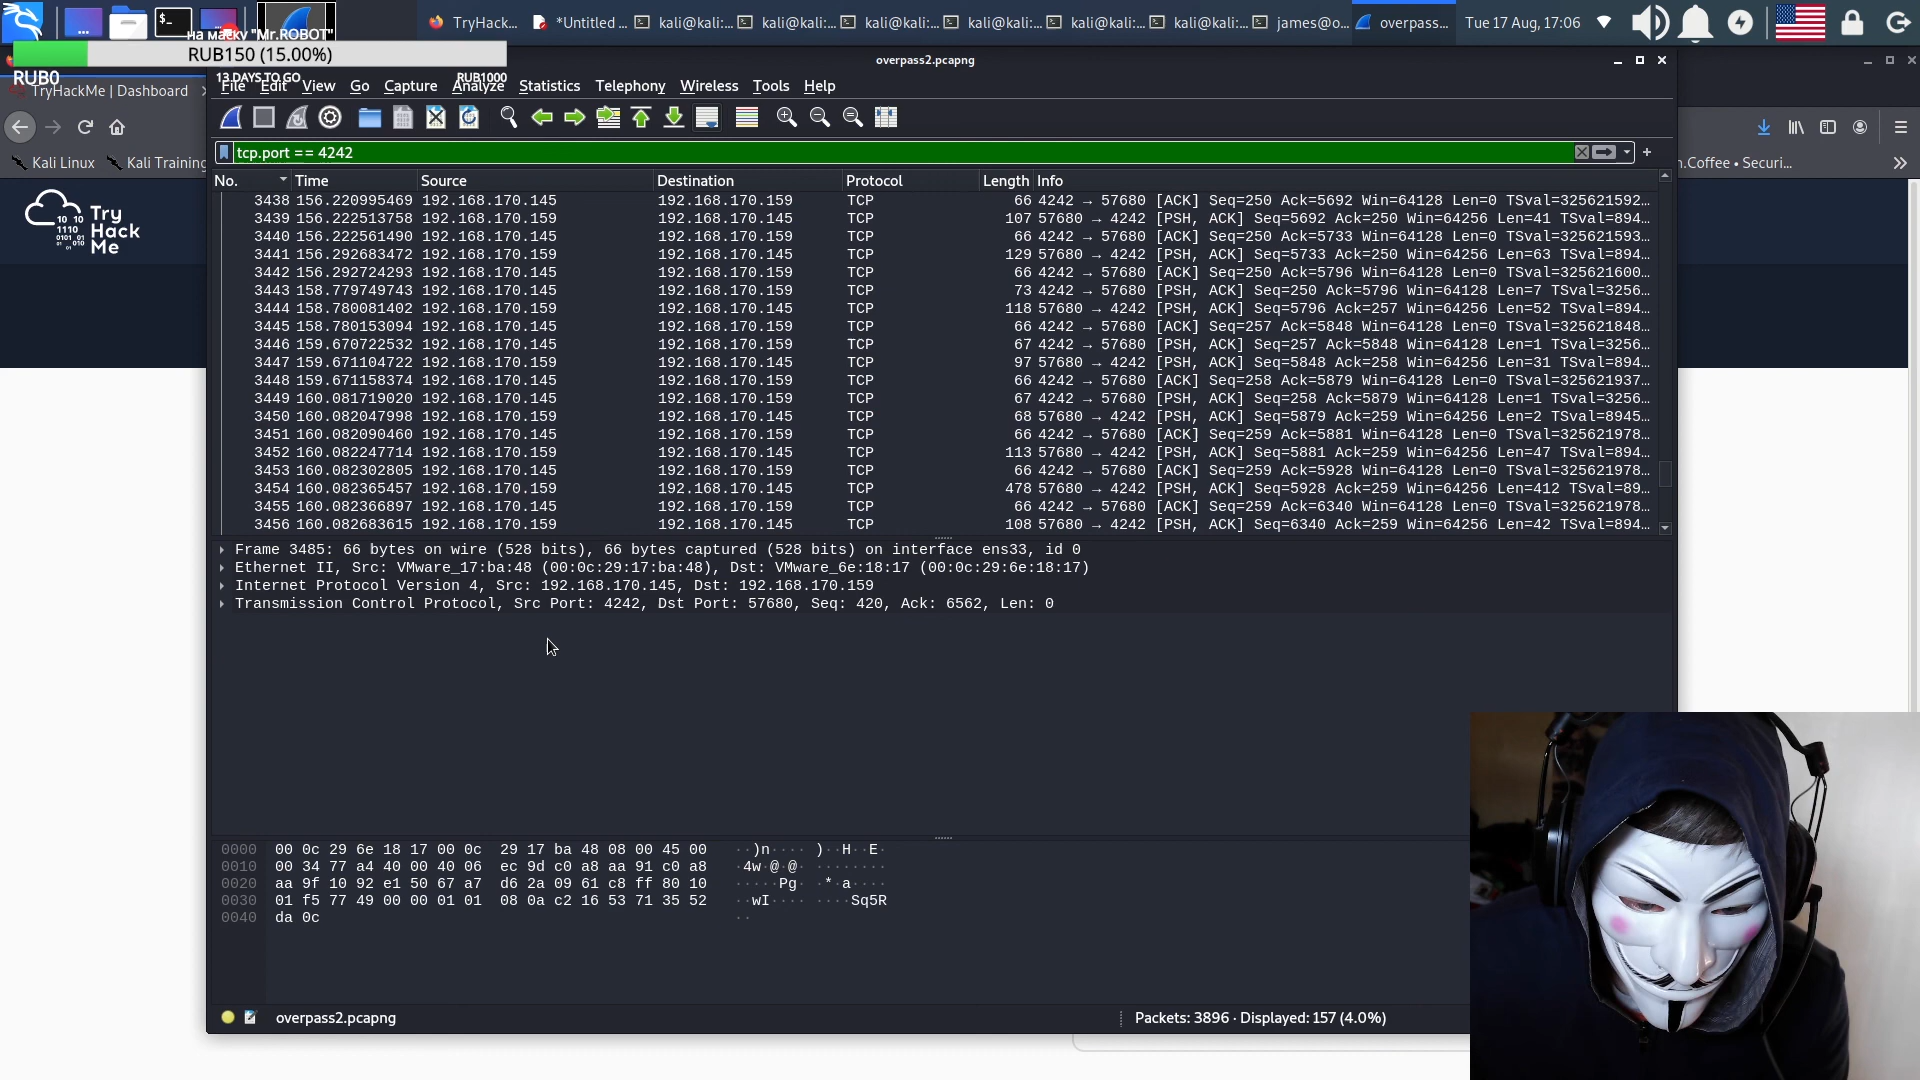 TryHack...
*Untitled ...
kali@kali:...
kali@kali:...
kali@kali:...
kali@kali:...
kali@kali:...
kali@kali:...
james@o...
overpass...
Tue 17 Aug, 17:06
на маску "Mr.ROBOT"
RUB150 (15.00%)
RUB0
13 DAYS TO GO
RUB1000
overpass2.pcapng
TryHackMe | Dashboard
File Edit View Go Capture Analyze Statistics Telephony Wireless Tools Help
Kali Linux
Kali Training
n.Coffee • Securi...
tcp.port == 4242
Try
Hack
Me
No. Time Source Destination Protocol Length Info
3438 156.220995469 192.168.170.145 192.168.170.159 TCP 66 4242 → 57680 [ACK] Seq=250 Ack=5692 Win=64128 Len=0 TSval=325621592…
3439 156.222513758 192.168.170.159 192.168.170.145 TCP 107 57680 → 4242 [PSH, ACK] Seq=5692 Ack=250 Win=64256 Len=41 TSval=894…
3440 156.222561490 192.168.170.145 192.168.170.159 TCP 66 4242 → 57680 [ACK] Seq=250 Ack=5733 Win=64128 Len=0 TSval=325621593…
3441 156.292683472 192.168.170.159 192.168.170.145 TCP 129 57680 → 4242 [PSH, ACK] Seq=5733 Ack=250 Win=64256 Len=63 TSval=894…
3442 156.292724293 192.168.170.145 192.168.170.159 TCP 66 4242 → 57680 [ACK] Seq=250 Ack=5796 Win=64128 Len=0 TSval=325621600…
3443 158.779749743 192.168.170.145 192.168.170.159 TCP 73 4242 → 57680 [PSH, ACK] Seq=250 Ack=5796 Win=64128 Len=7 TSval=3256…
3444 158.780081402 192.168.170.159 192.168.170.145 TCP 118 57680 → 4242 [PSH, ACK] Seq=5796 Ack=257 Win=64256 Len=52 TSval=894…
3445 158.780153094 192.168.170.145 192.168.170.159 TCP 66 4242 → 57680 [ACK] Seq=257 Ack=5848 Win=64128 Len=0 TSval=325621848…
3446 159.670722532 192.168.170.145 192.168.170.159 TCP 67 4242 → 57680 [PSH, ACK] Seq=257 Ack=5848 Win=64128 Len=1 TSval=3256…
3447 159.671104722 192.168.170.159 192.168.170.145 TCP 97 57680 → 4242 [PSH, ACK] Seq=5848 Ack=258 Win=64256 Len=31 TSval=894…
3448 159.671158374 192.168.170.145 192.168.170.159 TCP 66 4242 → 57680 [ACK] Seq=258 Ack=5879 Win=64128 Len=0 TSval=325621937…
3449 160.081719020 192.168.170.145 192.168.170.159 TCP 67 4242 → 57680 [PSH, ACK] Seq=258 Ack=5879 Win=64128 Len=1 TSval=3256…
3450 160.082047998 192.168.170.159 192.168.170.145 TCP 68 57680 → 4242 [PSH, ACK] Seq=5879 Ack=259 Win=64256 Len=2 TSval=8945…
3451 160.082090460 192.168.170.145 192.168.170.159 TCP 66 4242 → 57680 [ACK] Seq=259 Ack=5881 Win=64128 Len=0 TSval=325621978…
3452 160.082247714 192.168.170.159 192.168.170.145 TCP 113 57680 → 4242 [PSH, ACK] Seq=5881 Ack=259 Win=64256 Len=47 TSval=894…
3453 160.082302805 192.168.170.145 192.168.170.159 TCP 66 4242 → 57680 [ACK] Seq=259 Ack=5928 Win=64128 Len=0 TSval=325621978…
3454 160.082365457 192.168.170.159 192.168.170.145 TCP 478 57680 → 4242 [PSH, ACK] Seq=5928 Ack=259 Win=64256 Len=412 TSval=89…
3455 160.082366897 192.168.170.145 192.168.170.159 TCP 66 4242 → 57680 [ACK] Seq=259 Ack=6340 Win=64128 Len=0 TSval=325621978…
3456 160.082683615 192.168.170.159 192.168.170.145 TCP 108 57680 → 4242 [PSH, ACK] Seq=6340 Ack=259 Win=64256 Len=42 TSval=894…
Frame 3485: 66 bytes on wire (528 bits), 66 bytes captured (528 bits) on interface ens33, id 0
Ethernet II, Src: VMware_17:ba:48 (00:0c:29:17:ba:48), Dst: VMware_6e:18:17 (00:0c:29:6e:18:17)
Internet Protocol Version 4, Src: 192.168.170.145, Dst: 192.168.170.159
Transmission Control Protocol, Src Port: 4242, Dst Port: 57680, Seq: 420, Ack: 6562, Len: 0
0000 00 0c 29 6e 18 17 00 0c 29 17 ba 48 08 00 45 00 ··)n···· )··H··E·
0010 00 34 77 a4 40 00 40 06 ec 9d c0 a8 aa 91 c0 a8 ·4w·@·@· ········
0020 aa 9f 10 92 e1 50 67 a7 d6 2a 09 61 c8 ff 80 10 ·····Pg· ·*·a····
0030 01 f5 77 49 00 00 01 01 08 0a c2 16 53 71 35 52 ··wI···· ····Sq5R
0040 da 0c ··
overpass2.pcapng
Packets: 3896 · Displayed: 157 (4.0%)